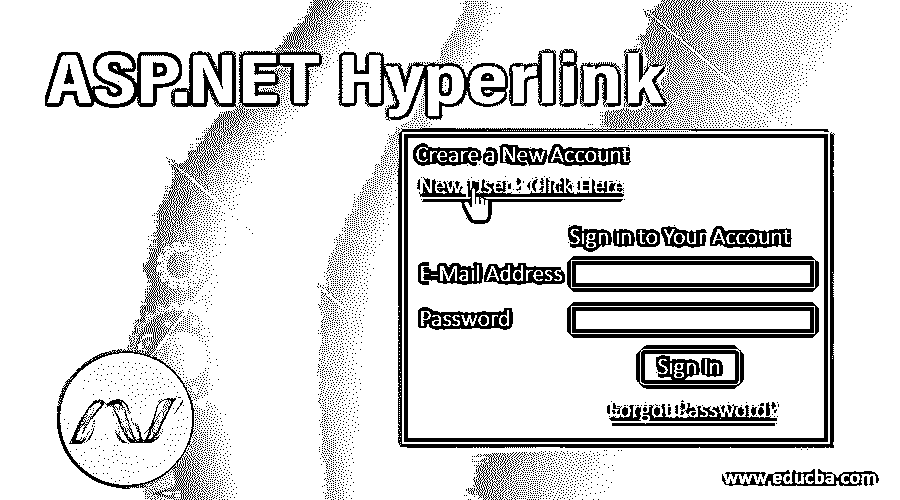 ASP.NET Hyperlink
Creare a New Account
New User? Click Here
Sign in to Your Account
E-Mail Address
Password
Sign In
Forgot Password?
www.educba.com